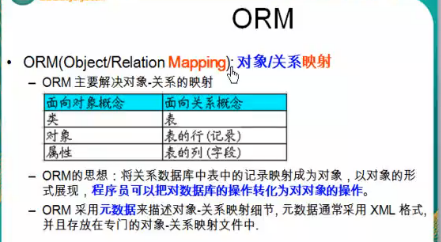 ORM
• ORM(Object/Relation Mapping): 对象/关系映射
– ORM 主要解决对象-关系的映射
面向对象概念 面向关系概念
类 表
对象 表的行(记录)
属性 表的列(字段)
– ORM的思想：将关系数据库中表中的记录映射成为对象，以对象的形
式展现，程序员可以把对数据库的操作转化为对对象的操作。
– ORM 采用元数据来描述对象-关系映射细节, 元数据通常采用 XML 格式,
并且存放在专门的对象-关系映射文件中.